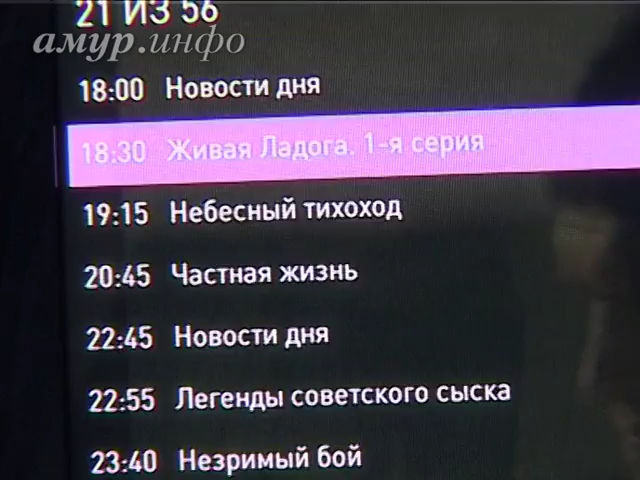 21 ИЗ 56
амур.инфо
18:00 Новости дня
18:30 Живая Ладога. 1-я серия
19:15 Небесный тихоход
20:45 Частная жизнь
22:45 Новости дня
22:55 Легенды советского сыска
23:40 Незримый бой